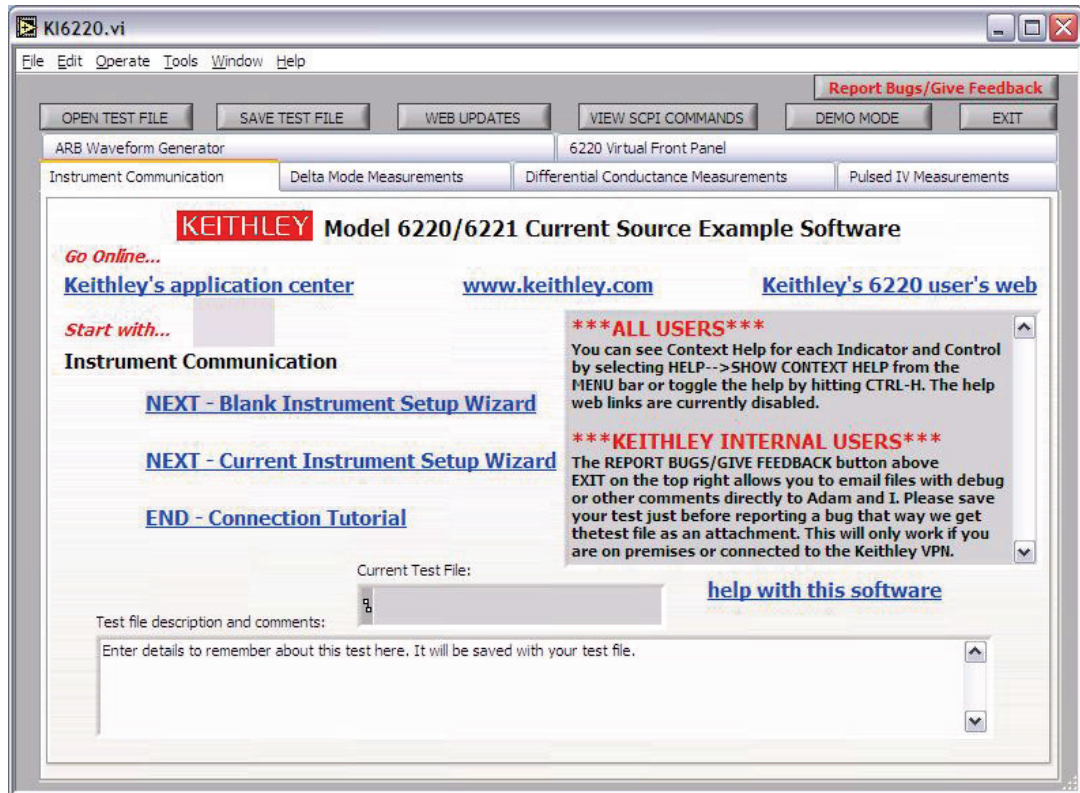 KI6220.vi
File Edit Operate Tools Window Help
Report Bugs/Give Feedback
OPEN TEST FILE SAVE TEST FILE WEB UPDATES VIEW SCPI COMMANDS DEMO MODE EXIT
ARB Waveform Generator 6220 Virtual Front Panel
Instrument Communication Delta Mode Measurements Differential Conductance Measurements Pulsed IV Measurements
KEITHLEY Model 6220/6221 Current Source Example Software
Go Online...
Keithley's application center www.keithley.com Keithley's 6220 user's web
Start with...
Instrument Communication
NEXT - Blank Instrument Setup Wizard
NEXT - Current Instrument Setup Wizard
END - Connection Tutorial
***ALL USERS***
You can see Context Help for each Indicator and Control
by selecting HELP-->SHOW CONTEXT HELP from the
MENU bar or toggle the help by hitting CTRL-H. The help
web links are currently disabled.
***KEITHLEY INTERNAL USERS***
The REPORT BUGS/GIVE FEEDBACK button above
EXIT on the top right allows you to email files with debug
or other comments directly to Adam and I. Please save
your test just before reporting a bug that way we get
thetest file as an attachment. This will only work if you
are on premises or connected to the Keithley VPN.
Current Test File:
help with this software
Test file description and comments:
Enter details to remember about this test here. It will be saved with your test file.